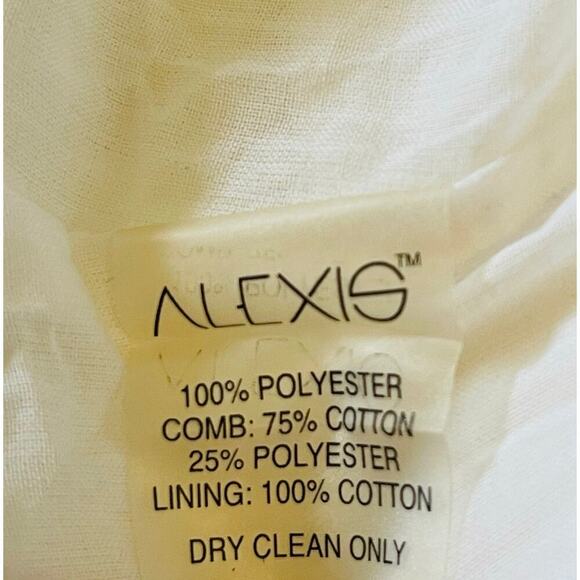 ALEXIS™
100% POLYESTER
COMB: 75% COTTON
25% POLYESTER
LINING: 100% COTTON
DRY CLEAN ONLY